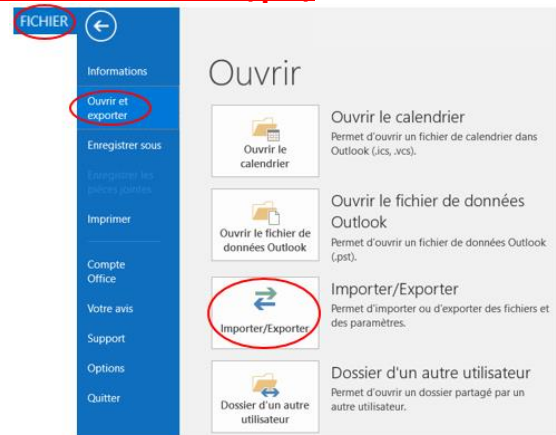 FICHIER
Informations
Ouvrir et
exporter
Enregistrer sous
Enregistrer les
pièces jointes
Imprimer
Compte
Office
Votre avis
Support
Options
Quitter
Ouvrir
Ouvrir le
calendrier
Ouvrir le calendrier
Permet d'ouvrir un fichier de calendrier dans
Outlook (.ics, .vcs).
Ouvrir le fichier de
données Outlook
Ouvrir le fichier de données
Outlook
Permet d'ouvrir un fichier de données Outlook
(.pst).
Importer/Exporter
Importer/Exporter
Permet d'importer ou d'exporter des fichiers et
des paramètres.
Dossier d'un autre
utilisateur
Dossier d'un autre utilisateur
Permet d'ouvrir un dossier partagé par un
autre utilisateur.